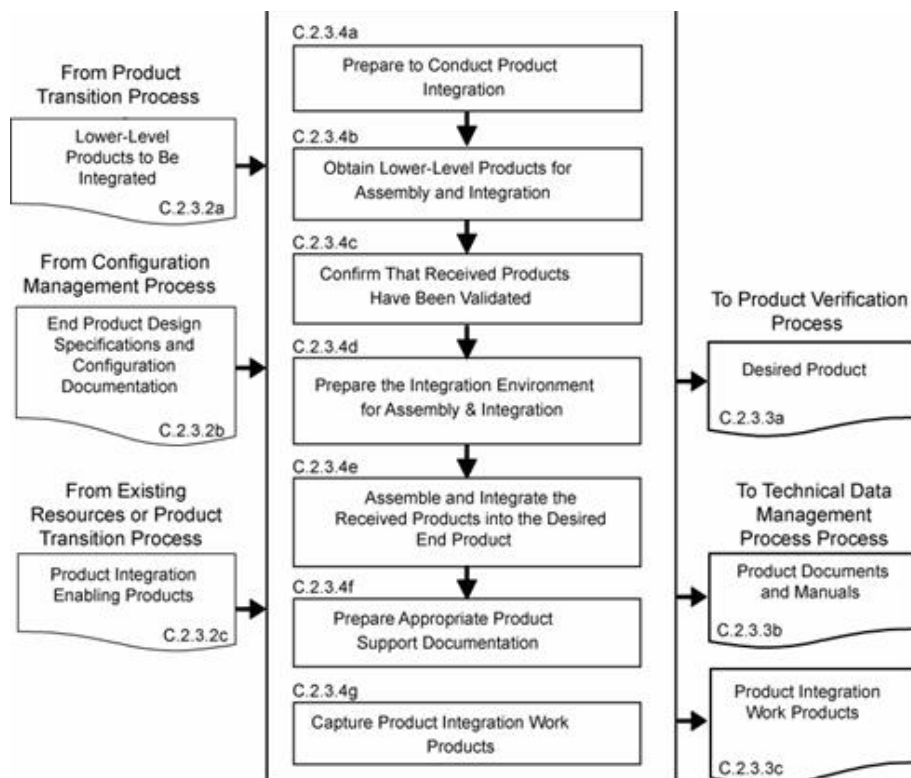 From Product
Transition Process
Lower-Level
Products to Be
Integrated
C.2.3.2a
From Configuration
Management Process
End Product Design
Specifications and
Configuration
Documentation
C.2.3.2b
From Existing
Resources or Product
Transition Process
Product Integration
Enabling Products
C.2.3.2c
C.2.3.4a
Prepare to Conduct Product
Integration
C.2.3.4b
Obtain Lower-Level Products for
Assembly and Integration
C.2.3.4c
Confirm That Received Products
Have Been Validated
C.2.3.4d
Prepare the Integration Environment
for Assembly & Integration
C.2.3.4e
Assemble and Integrate the
Received Products into the Desired
End Product
C.2.3.4f
Prepare Appropriate Product
Support Documentation
C.2.3.4g
Capture Product Integration Work
Products
To Product Verification
Process
Desired Product
C.2.3.3a
To Technical Data
Management
Process Process
Product Documents
and Manuals
C.2.3.3b
Product Integration
Work Products
C.2.3.3c